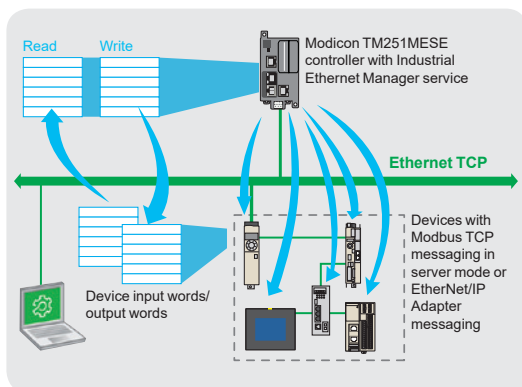 Read
Write
Modicon TM251MESE
controller with Industrial
Ethernet Manager service
Ethernet TCP
Device input words/
output words
Devices with
Modbus TCP
messaging in
server mode or
EtherNet/IP
Adapter
messaging